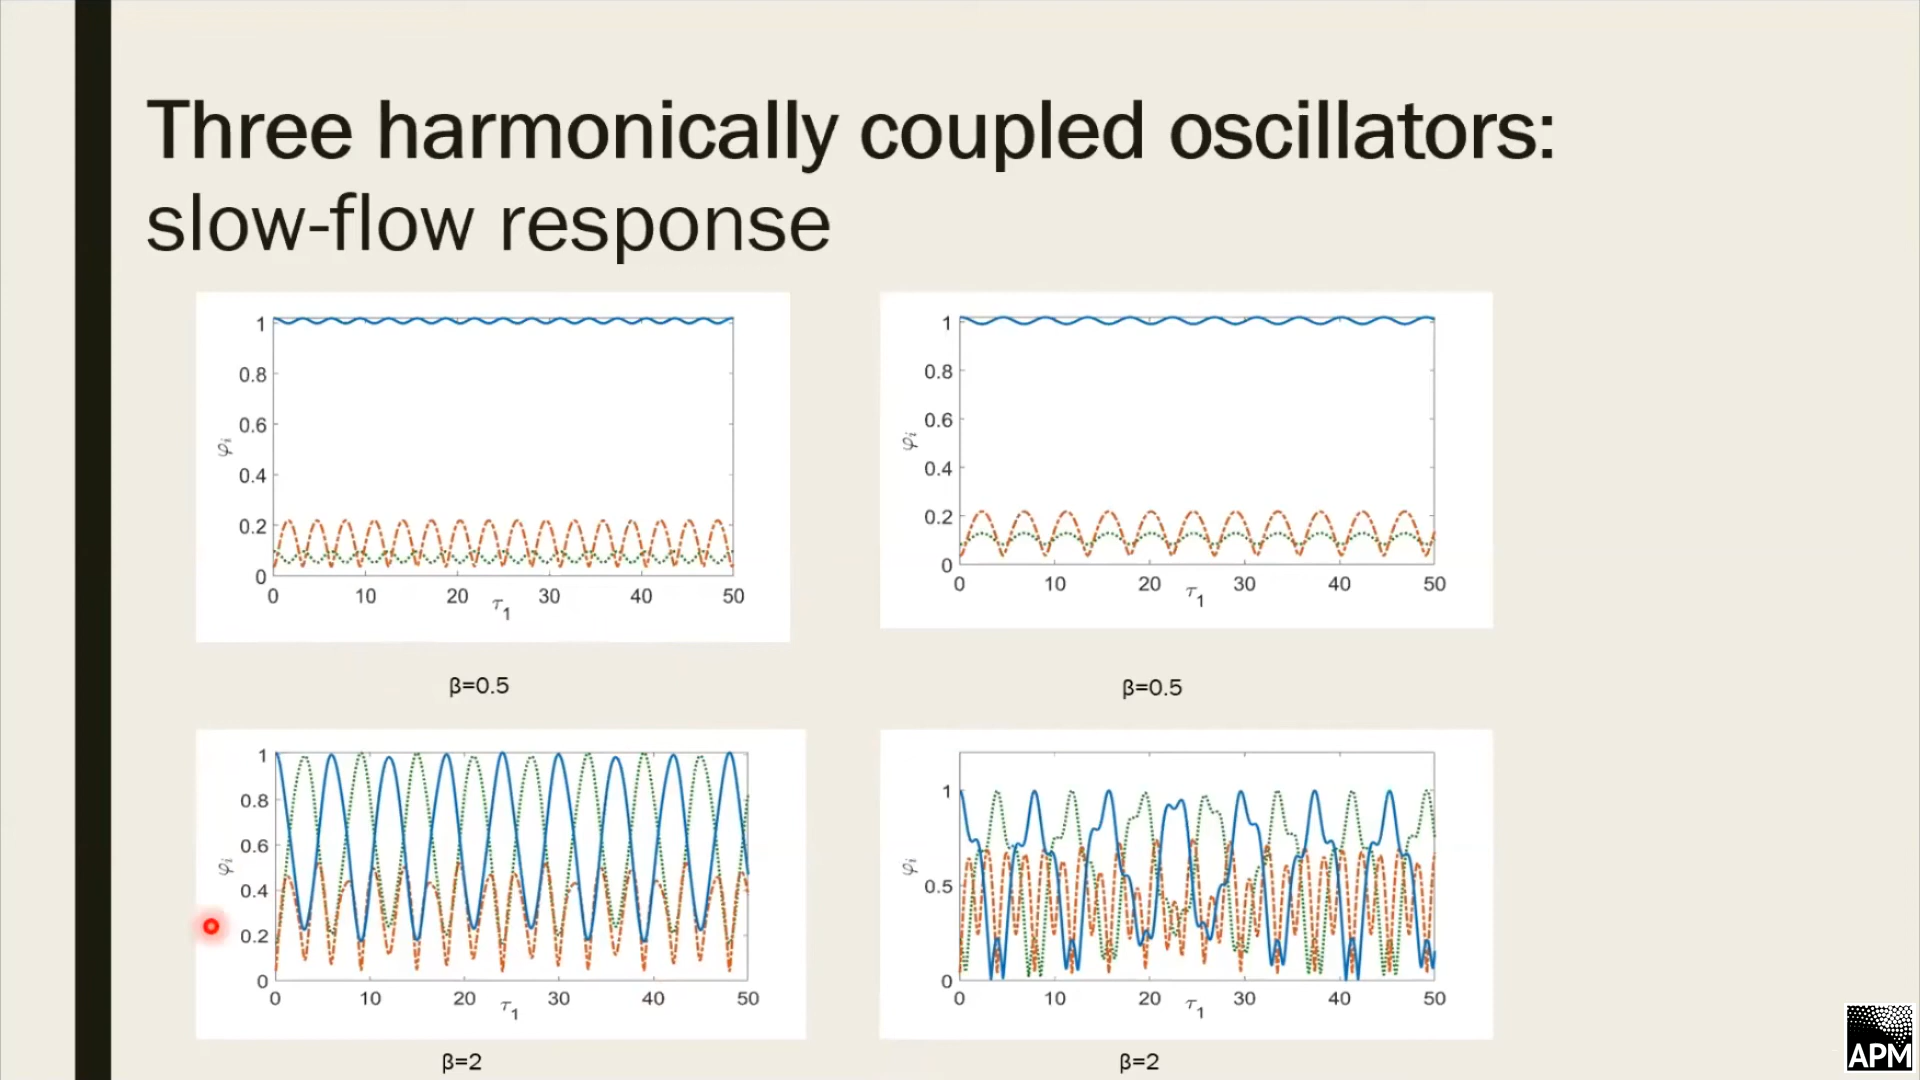 Three harmonically coupled oscillators:
slow-flow response
1
0.8
0.6
0.4
0.2
0
φᵢ
0 10 20 30 40 50
τ₁
1
0.8
0.6
0.4
0.2
0
φᵢ
0 10 20 30 40 50
τ₁
β=0.5
β=0.5
1
0.8
0.6
0.4
0.2
0
φᵢ
0 10 20 30 40 50
τ₁
1
0.5
0
φᵢ
0 10 20 30 40 50
τ₁
β=2
β=2
APM